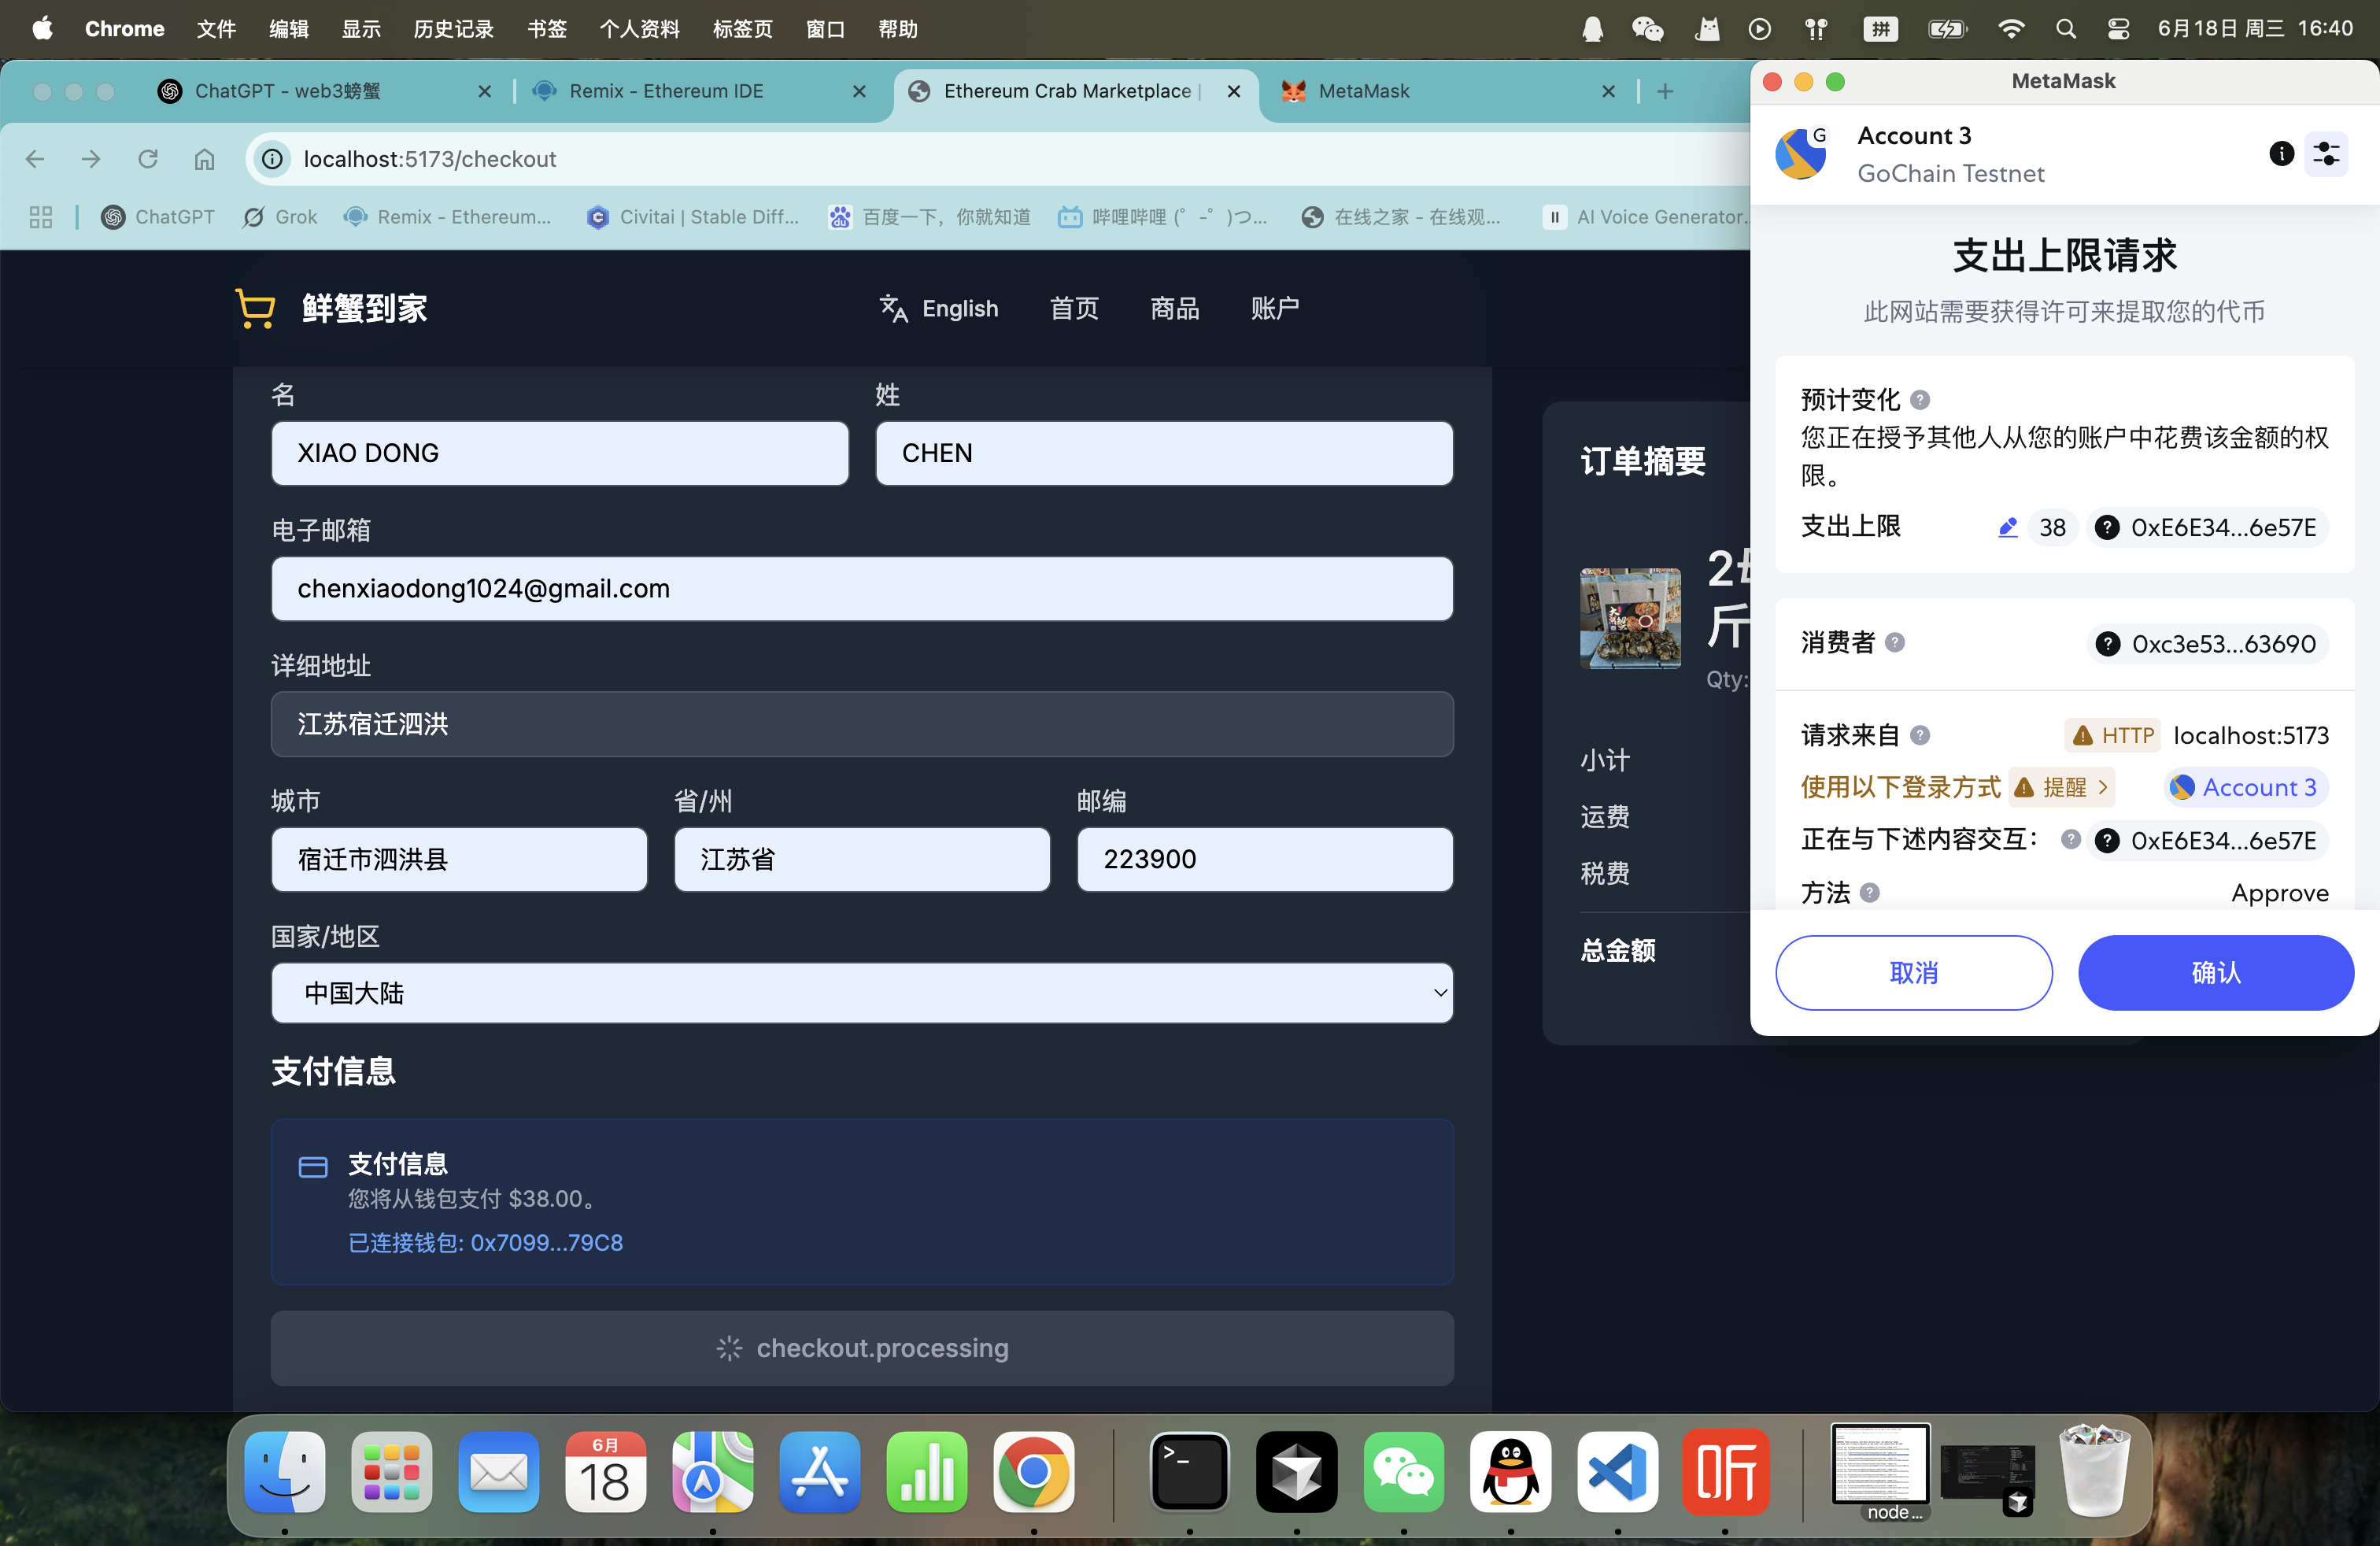 Chrome 文件 编辑 显示 历史记录 书签 个人资料 标签页 窗口 帮助 拼 6月18日 周三 16:40
ChatGPT - web3螃蟹 Remix - Ethereum IDE Ethereum Crab Marketplace | MetaMask
localhost:5173/checkout
ChatGPT Grok Remix - Ethereum... Civitai | Stable Diff... 百度一下，你就知道 哔哩哔哩 (゜-゜)つ... 在线之家 - 在线观... AI Voice Generator...
鲜蟹到家 English 首页 商品 账户
名 姓
XIAO DONG CHEN
电子邮箱
chenxiaodong1024@gmail.com
详细地址
江苏宿迁泗洪
城市 省/州 邮编
宿迁市泗洪县 江苏省 223900
国家/地区
中国大陆
支付信息
支付信息
您将从钱包支付 $38.00。
已连接钱包: 0x7099...79C8
checkout.processing
订单摘要
斤
Qty:
小计
运费
税费
总金额
MetaMask
G
Account 3
GoChain Testnet
支出上限请求
此网站需要获得许可来提取您的代币
预计变化
您正在授予其他人从您的账户中花费该金额的权
限。
支出上限 38 0xE6E34...6e57E
消费者 0xc3e53...63690
请求来自 HTTP localhost:5173
使用以下登录方式 提醒 Account 3
正在与下述内容交互： 0xE6E34...6e57E
方法 Approve
取消 确认
6月
18
听
node ...